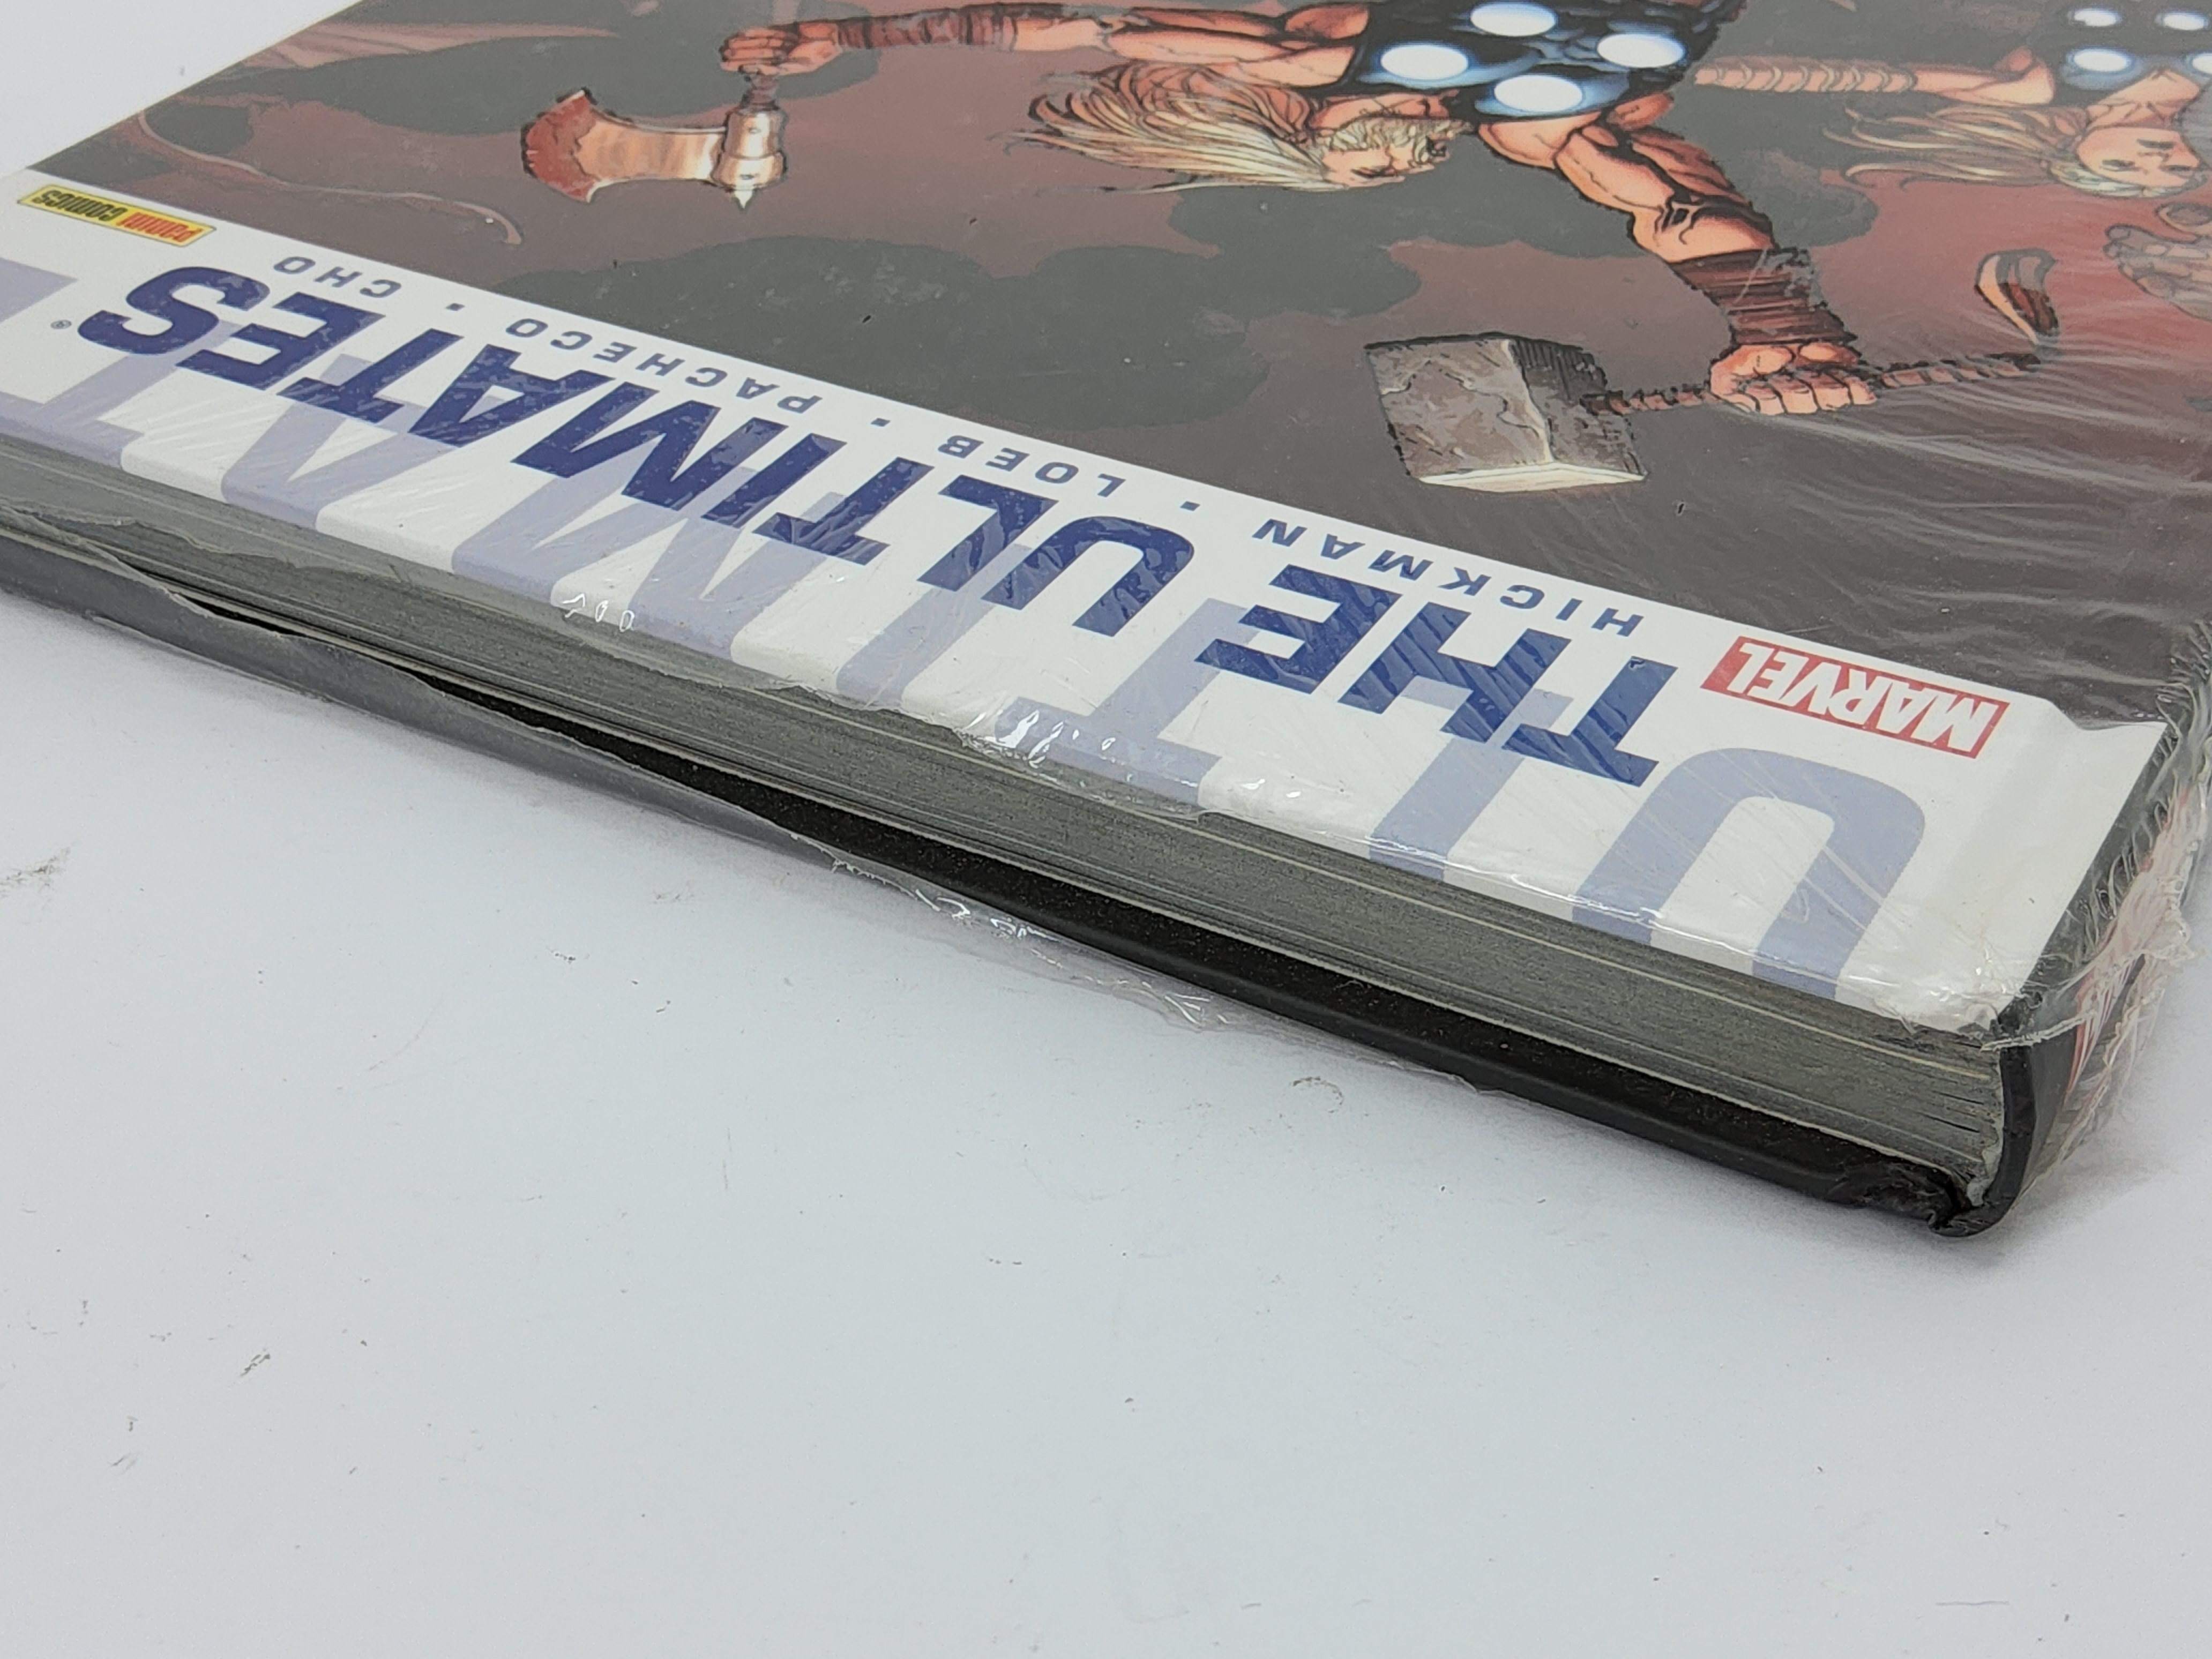 MARVEL
PANINI COMICS
THE ULTIMATES®
HICKMAN · LOEB · PACHECO · CHO